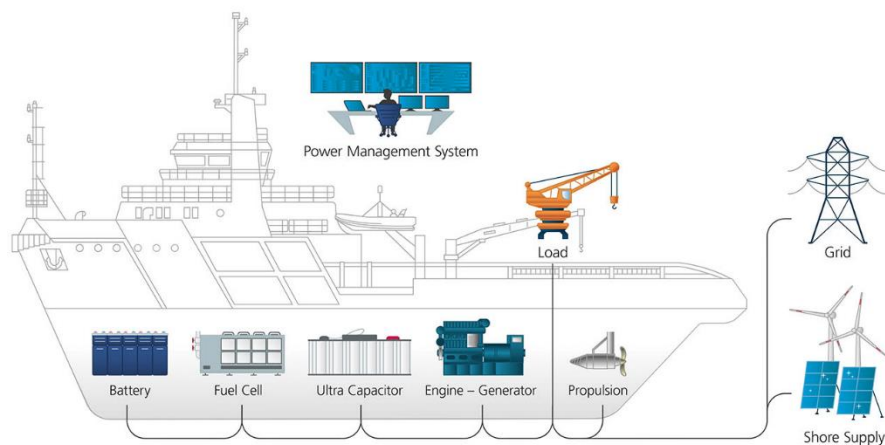 Power Management System
Load
Grid
Battery
Fuel Cell
Ultra Capacitor
Engine – Generator
Propulsion
Shore Supply